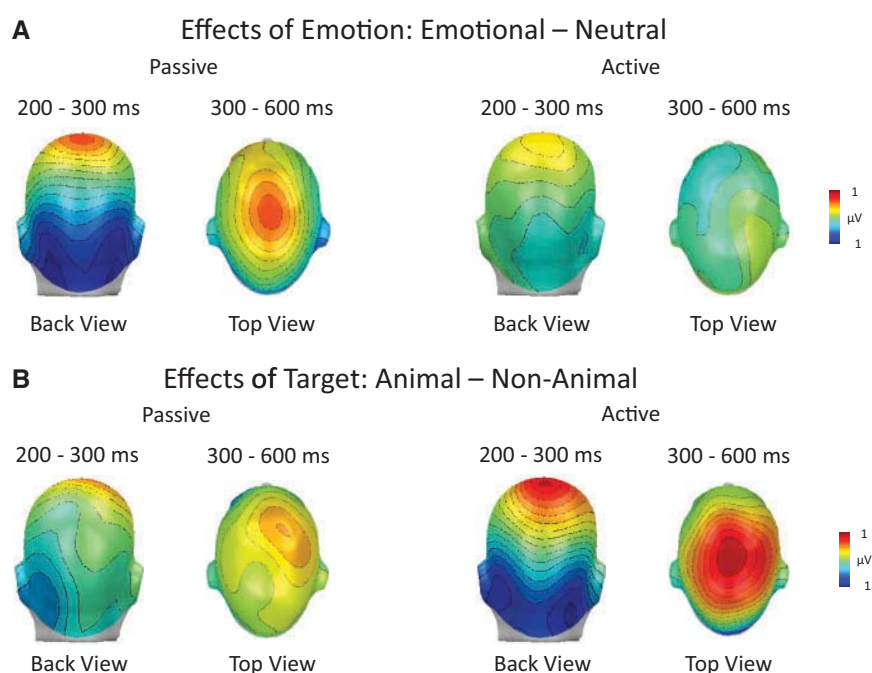 A Effects of Emotion: Emotional – Neutral
Passive Active
200 - 300 ms 300 - 600 ms 200 - 300 ms 300 - 600 ms
1
µV
1
Back View Top View Back View Top View
B Effects of Target: Animal – Non-Animal
Passive Active
200 - 300 ms 300 - 600 ms 200 - 300 ms 300 - 600 ms
1
µV
1
Back View Top View Back View Top View